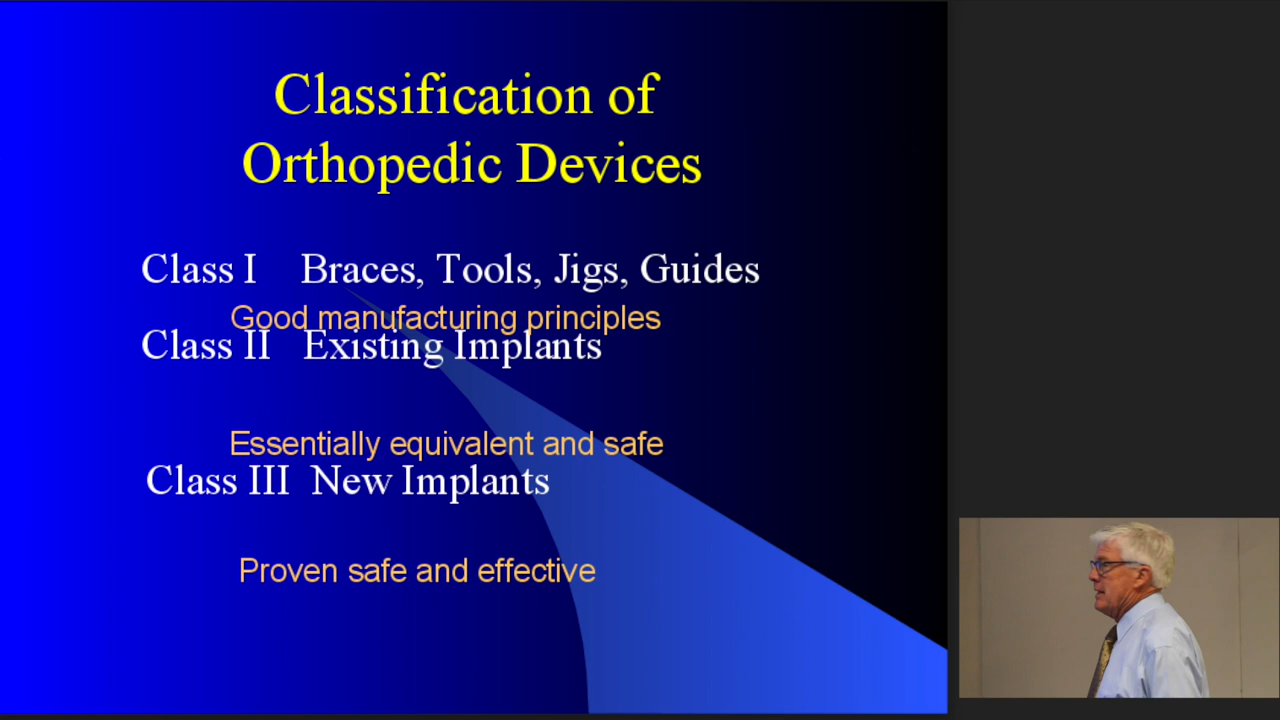 Classification of
Orthopedic Devices
Class I Braces, Tools, Jigs, Guides
Good manufacturing principles
Class II Existing Implants
Essentially equivalent and safe
Class III New Implants
Proven safe and effective